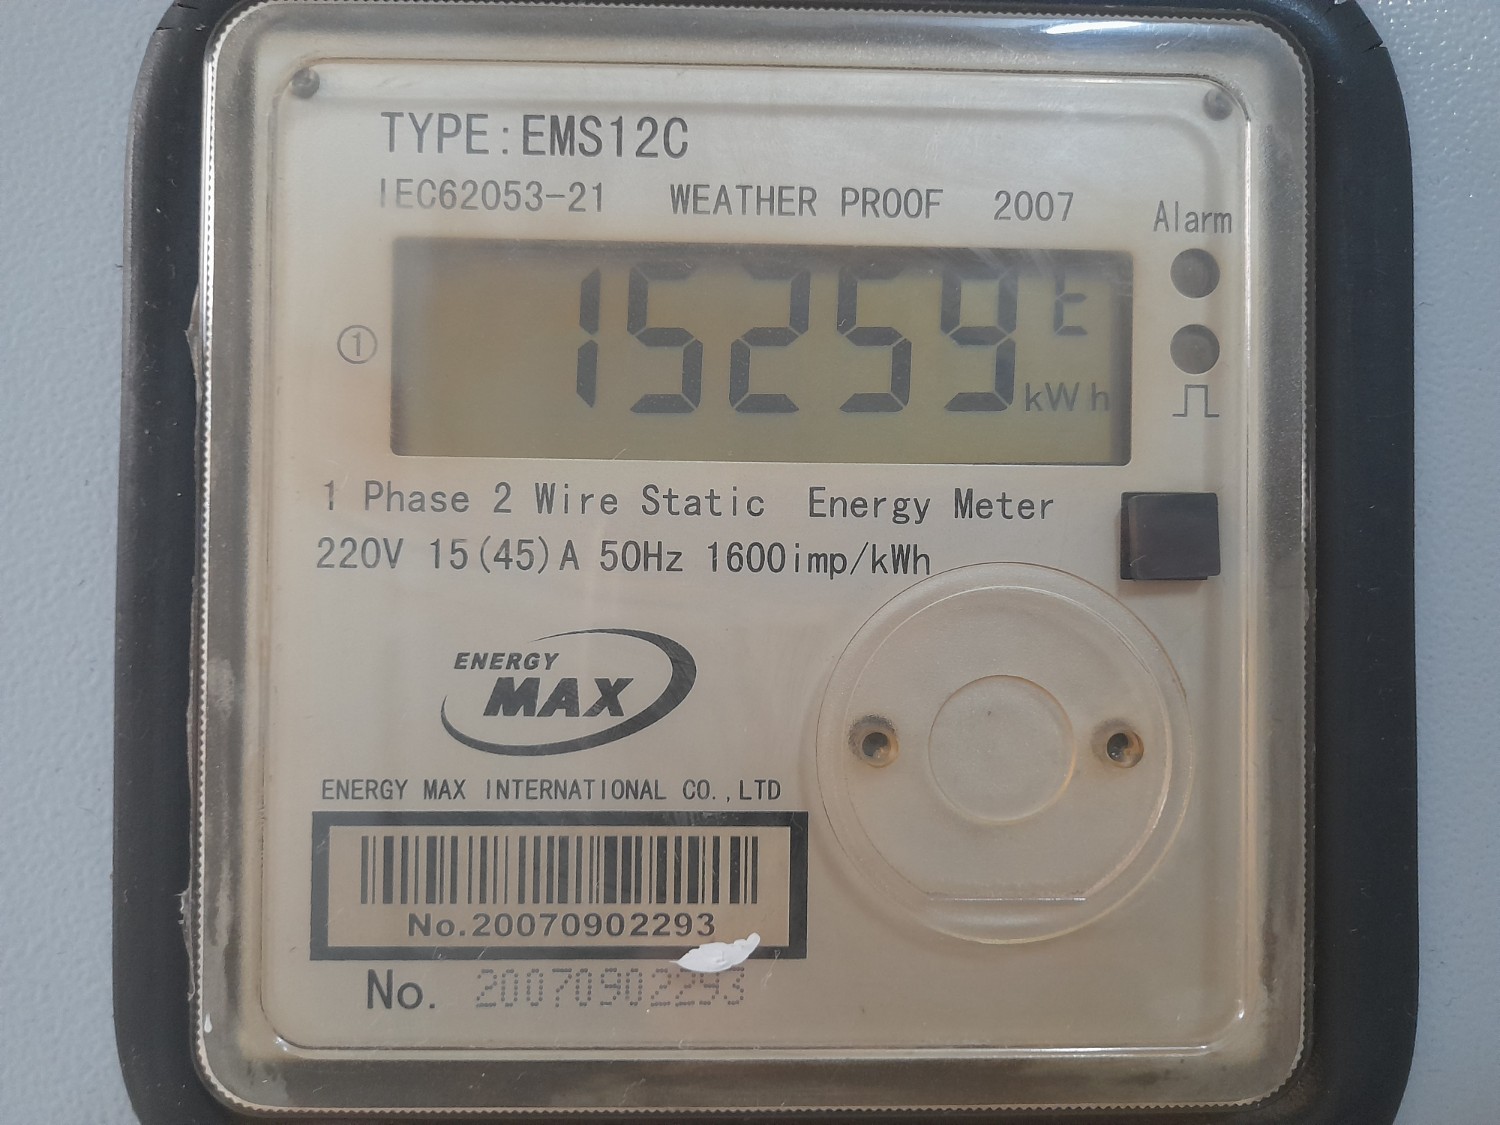 TYPE:EMS12C
IEC62053-21 WEATHER PROOF 2007
Alarm
① 15259 E
kWh
1 Phase 2 Wire Static Energy Meter
220V 15(45)A 50Hz 1600imp/kWh
ENERGY
MAX
ENERGY MAX INTERNATIONAL CO.,LTD
No.20070902293
No. 20070902293